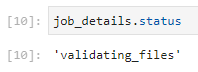 [10]: job_details.status
[10]: 'validating_files'